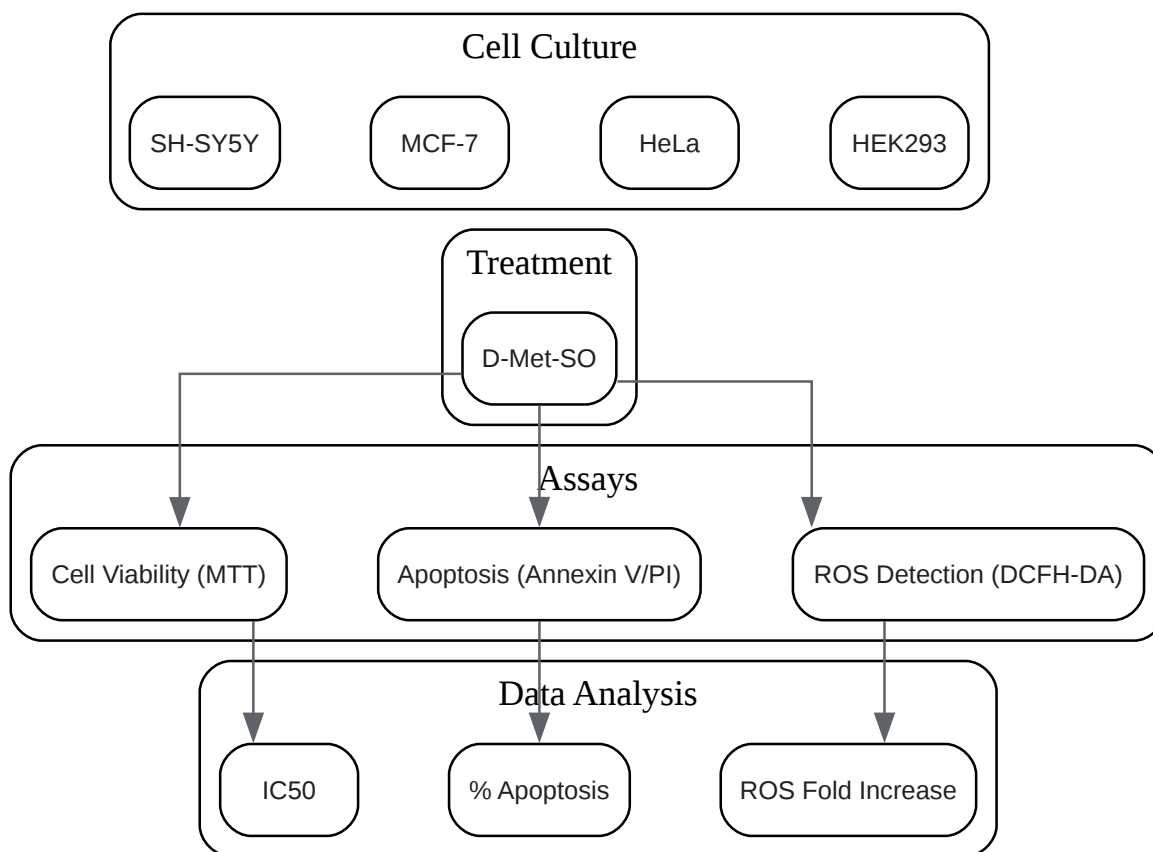 Cell Culture
SH-SY5Y
MCF-7
HeLa
HEK293
Treatment
D-Met-SO
Assays
Cell Viability (MTT)
Apoptosis (Annexin V/PI)
ROS Detection (DCFH-DA)
Data Analysis
IC50
% Apoptosis
ROS Fold Increase